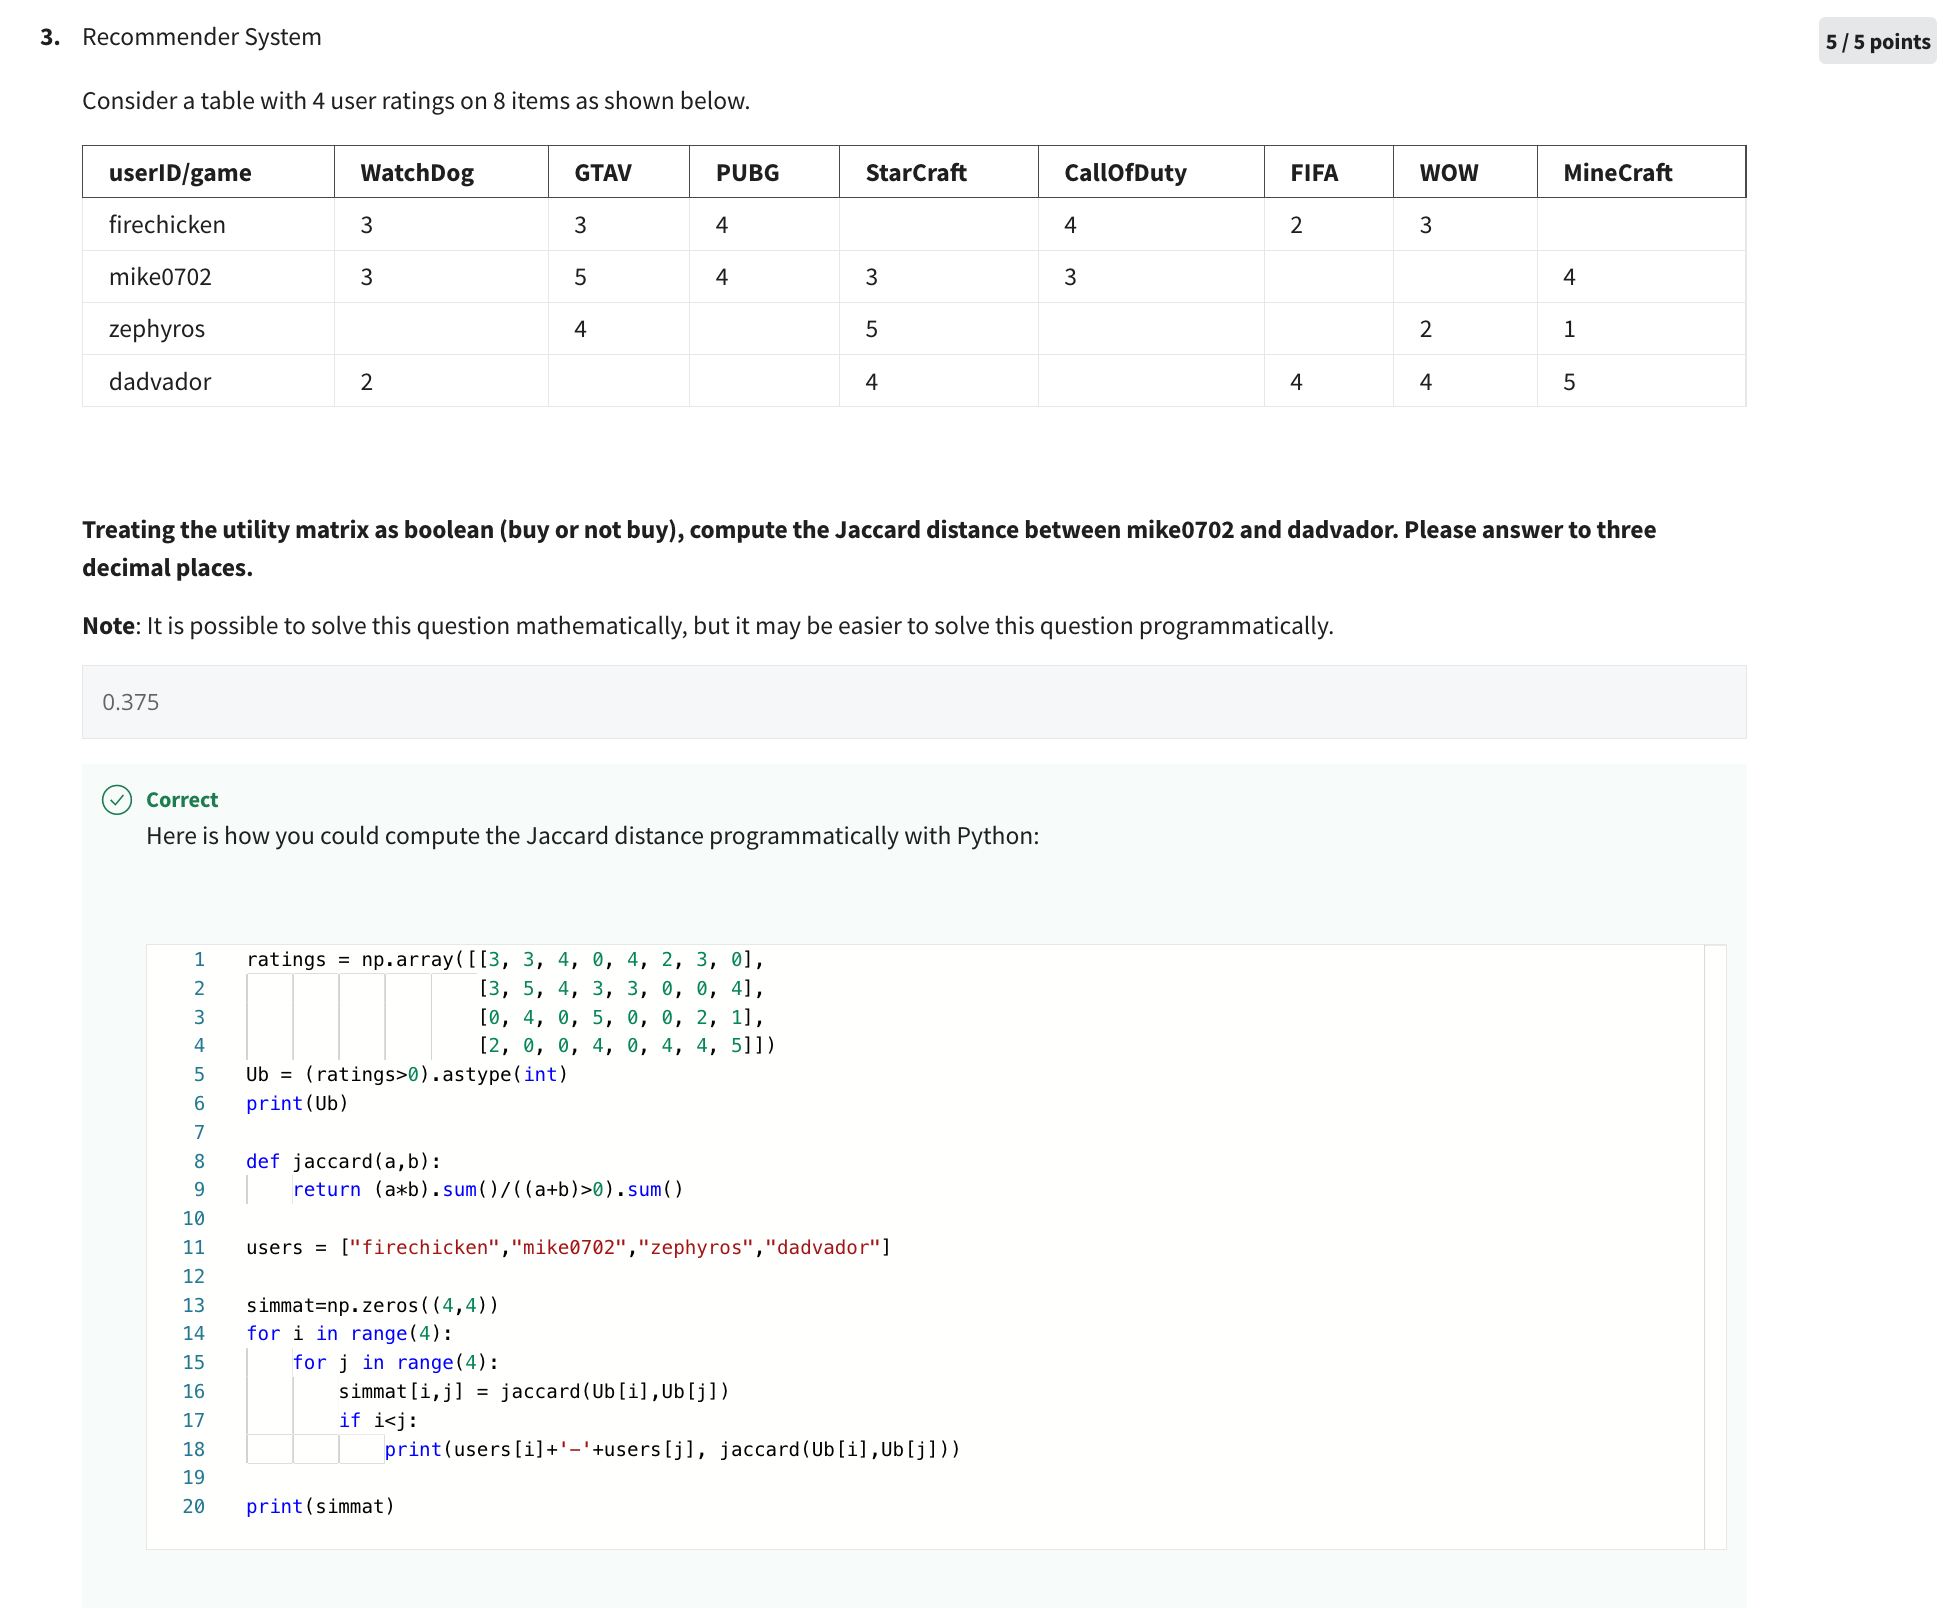 3. Recommender System
5 / 5 points
Consider a table with 4 user ratings on 8 items as shown below.
userID/game WatchDog GTAV PUBG StarCraft CallOfDuty FIFA WOW MineCraft
firechicken 3 3 4 4 2 3
mike0702 3 5 4 3 3 4
zephyros 4 5 2 1
dadvador 2 4 4 4 5
Treating the utility matrix as boolean (buy or not buy), compute the Jaccard distance between mike0702 and dadvador. Please answer to three
decimal places.
Note: It is possible to solve this question mathematically, but it may be easier to solve this question programmatically.
0.375
Correct
Here is how you could compute the Jaccard distance programmatically with Python:
1 ratings = np.array([[3, 3, 4, 0, 4, 2, 3, 0],
2 [3, 5, 4, 3, 3, 0, 0, 4],
3 [0, 4, 0, 5, 0, 0, 2, 1],
4 [2, 0, 0, 4, 0, 4, 4, 5]])
5 Ub = (ratings>0).astype(int)
6 print(Ub)
7
8 def jaccard(a,b):
9 return (a*b).sum()/((a+b)>0).sum()
10
11 users = ["firechicken","mike0702","zephyros","dadvador"]
12
13 simmat=np.zeros((4,4))
14 for i in range(4):
15 for j in range(4):
16 simmat[i,j] = jaccard(Ub[i],Ub[j])
17 if i<j:
18 print(users[i]+'-'+users[j], jaccard(Ub[i],Ub[j]))
19
20 print(simmat)